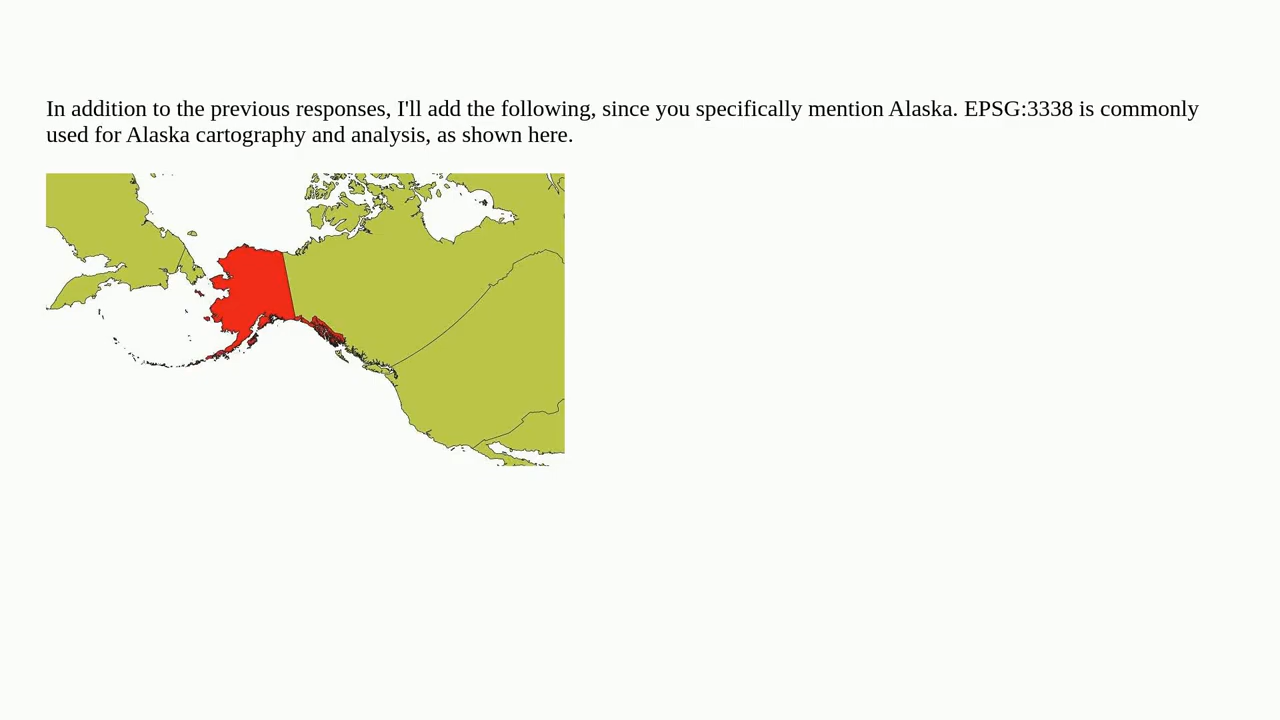 In addition to the previous responses, I'll add the following, since you specifically mention Alaska. EPSG:3338 is commonly
used for Alaska cartography and analysis, as shown here.